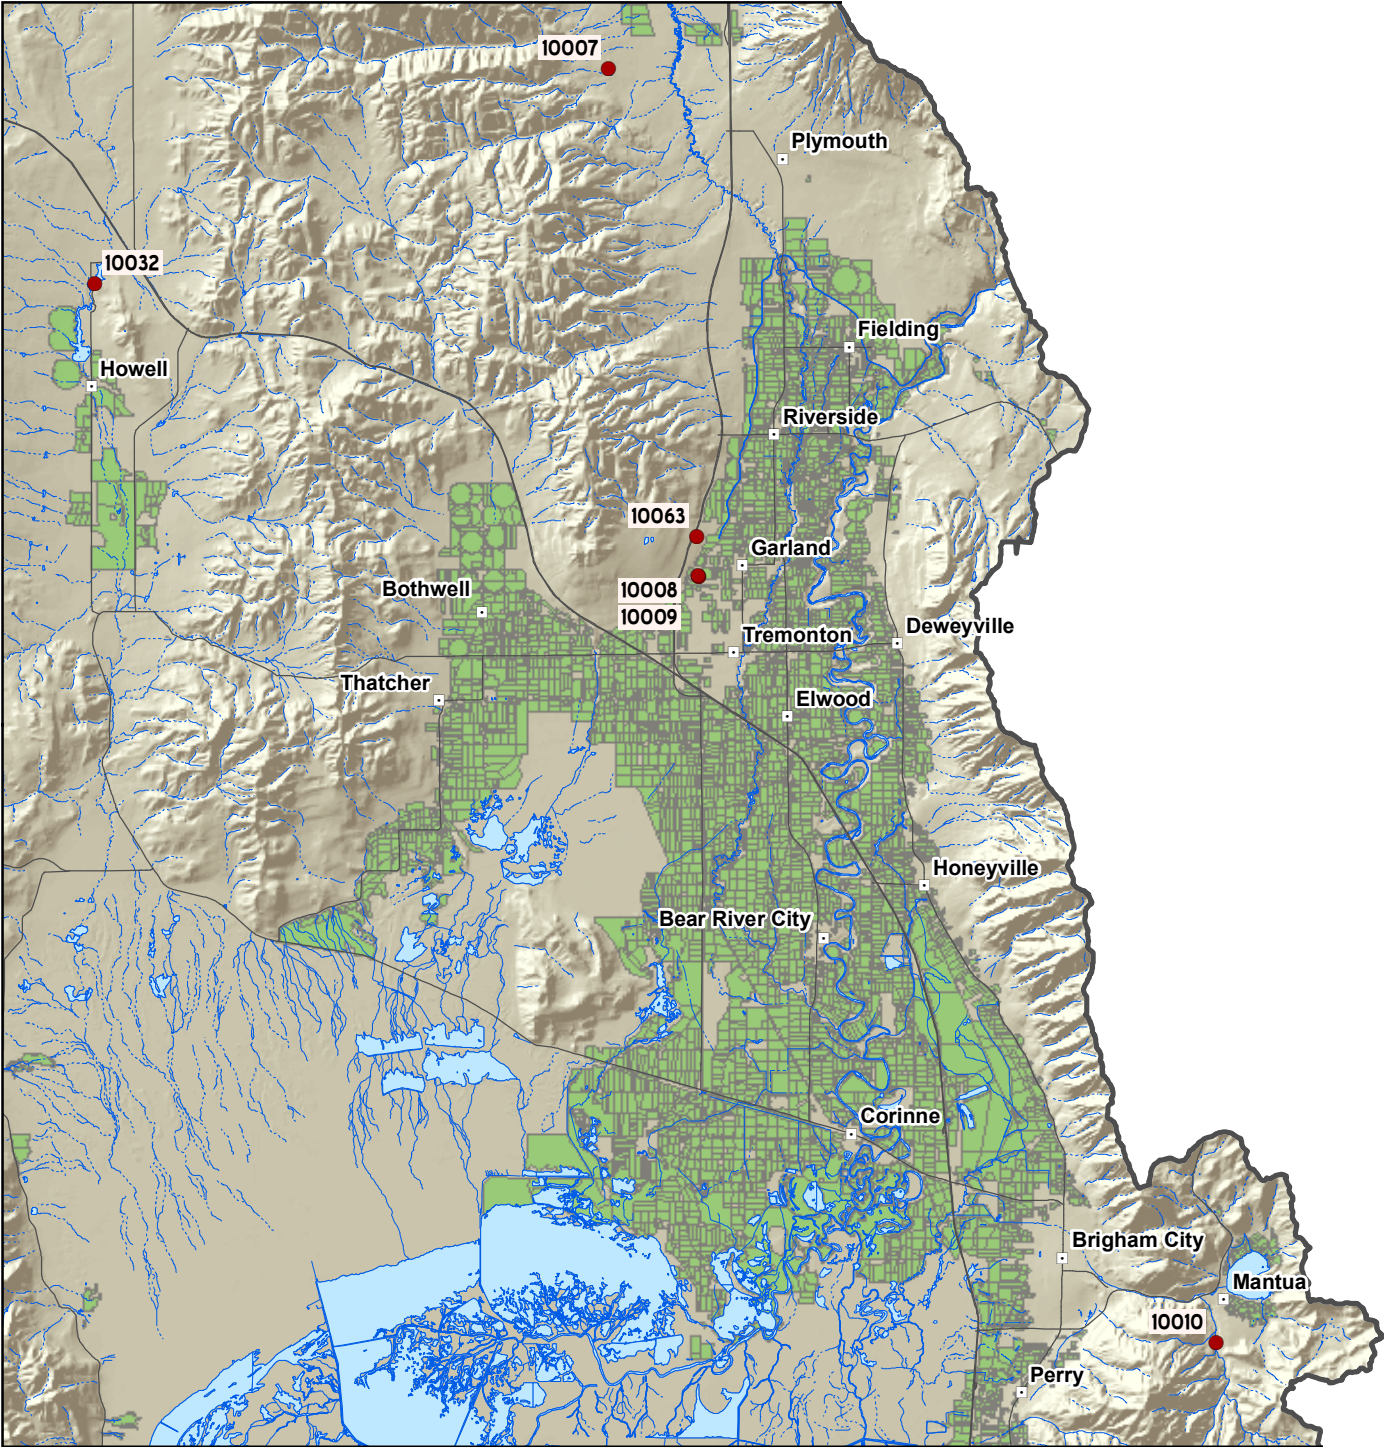 10007
Plymouth
10032
Fielding
Howell
Riverside
10063
Garland
Bothwell
10008
10009
Tremonton
Deweyville
Thatcher
Elwood
Honeyville
Bear River City
Corinne
Brigham City
Mantua
10010
Perry